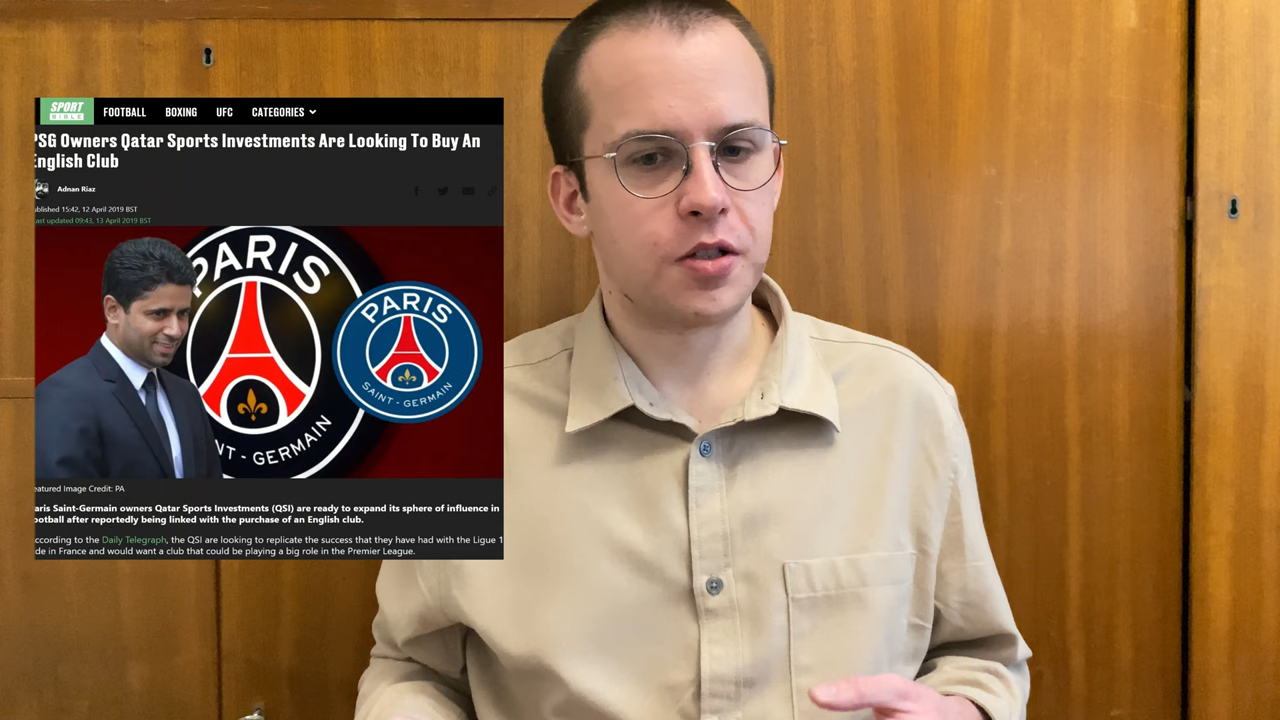 SPORT
BIBLE
FOOTBALL BOXING UFC CATEGORIES
PSG Owners Qatar Sports Investments Are Looking To Buy An
English Club
Adnan Riaz
ublished 15:42, 12 April 2019 BST
ast updated 09:43, 13 April 2019 BST
PARIS
NT - GERMAIN
PARIS
SAINT - GERMAIN
eatured Image Credit: PA
aris Saint-Germain owners Qatar Sports Investments (QSI) are ready to expand its sphere of influence in
ootball after reportedly being linked with the purchase of an English club.
ccording to the Daily Telegraph, the QSI are looking to replicate the success that they have had with the Ligue 1
de in France and would want a club that could be playing a big role in the Premier League.